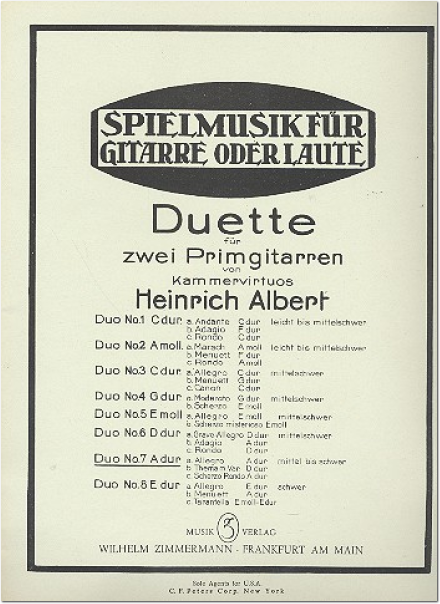 SPIELMUSIK FÜR
GITARRE ODER LAUTE
Duette
für
zwei Primgitarren
von
Kammervirtuos
Heinrich Albert
Duo No.1 C dur a. Andante C dur leicht bis mittelschwer
b. Adagio F dur
c. Rondo C dur
Duo No.2 A moll. a. Marsch A moll leicht bis mittelschwer
b. Menuett F dur
c. Rondo A moll
Duo No.3 C dur a. Allegro C dur mittelschwer
b. Menuett G dur
c. Canon C dur
Duo No.4 G dur a. Moderato G dur mittelschwer
b. Scherzo E moll
Duo No.5 E moll a. Allegro E moll mittelschwer
b. Scherzo misterioso E moll
Duo No.6 D dur a. Grave Allegro D dur mittelschwer
b. Adagio A dur
c. Rondo D dur
Duo No.7 A dur a. Allegro A dur mittel bis schwer
b. Them.m Var. D dur
c. Scherzo Rondo A dur
Duo No.8 E dur a. Allegro E dur schwer
b. Menuett A dur
c. Tarantella E moll-E dur
MUSIK VERLAG
WILHELM ZIMMERMANN · FRANKFURT AM MAIN
Sole Agents for U.S.A.
C. F. Peters Corp. New York